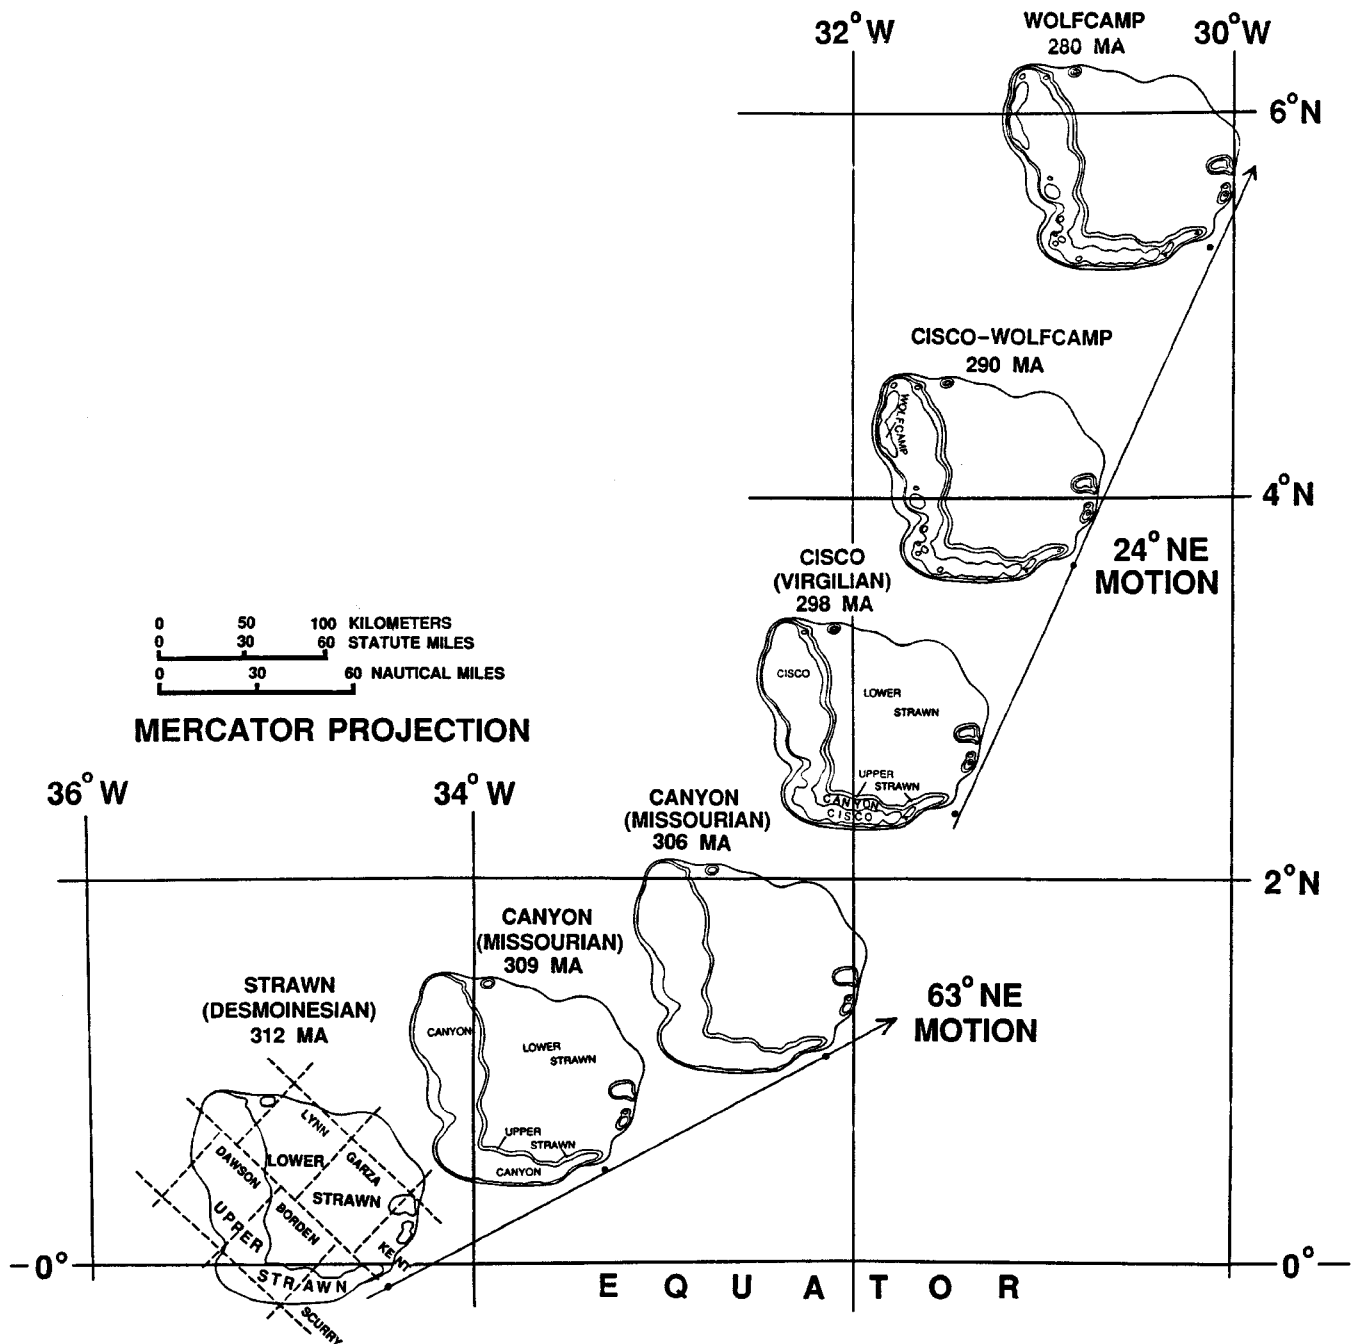 WOLFCAMP
280 MA
32°W
30°W
6°N
CISCO-WOLFCAMP
290 MA
WOLFCAMP
4°N
24° NE
MOTION
CISCO
(VIRGILIAN)
298 MA
CISCO
LOWER
STRAWN
UPPER
STRAWN
CANYON
CISCO
0 50 100 KILOMETERS
0 30 60 STATUTE MILES
0 30 60 NAUTICAL MILES
MERCATOR PROJECTION
36°W
34°W
CANYON
(MISSOURIAN)
306 MA
2°N
CANYON
(MISSOURIAN)
309 MA
CANYON
LOWER
STRAWN
UPPER
STRAWN
CANYON
63° NE
MOTION
STRAWN
(DESMOINESIAN)
312 MA
LYNN
DAWSON
LOWER
GARZA
STRAWN
UPPER
BORDEN
KENT
STRAWN
SCURRY
0°
EQUATOR
0°